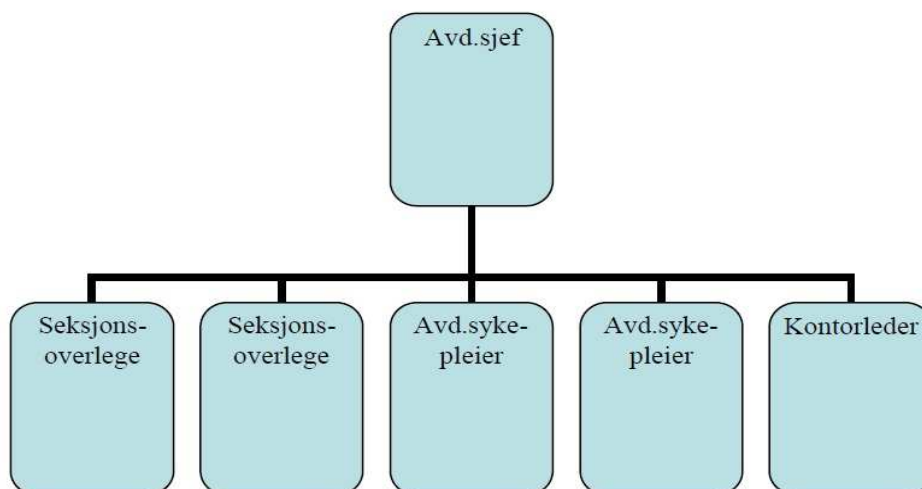 Avd.sjef
Seksjons-
overlege
Seksjons-
overlege
Avd.syke-
pleier
Avd.syke-
pleier
Kontorleder